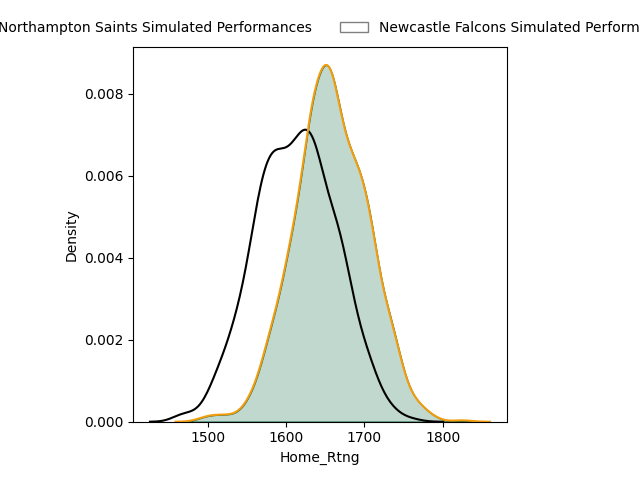 Northampton Saints Simulated Performances
Newcastle Falcons Simulated Perform
0.008
0.006
0.004
0.002
0.000
Density
1500 1600 1700 1800
Home_Rtng